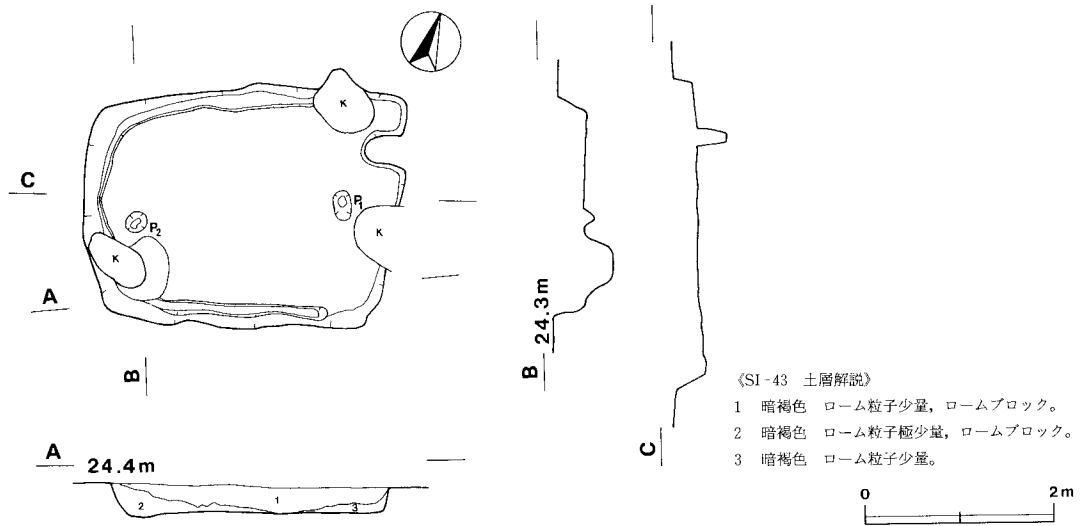 K
C
P1
P2
K
K
A
B
24.3m
B
C
A
24.4m
1
2
3
《SI-43 土層解説》
1 暗褐色 ローム粒子少量，ロームブロック。
2 暗褐色 ローム粒子極少量，ロームブロック。
3 暗褐色 ローム粒子少量。
0 2m